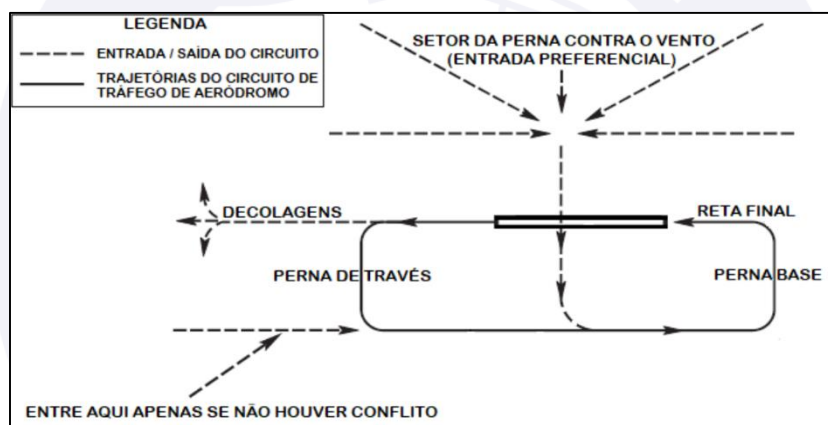 LEGENDA
ENTRADA / SAÍDA DO CIRCUITO
TRAJETÓRIAS DO CIRCUITO DE
TRÁFEGO DE AERÓDROMO
SETOR DA PERNA CONTRA O VENTO
(ENTRADA PREFERENCIAL)
DECOLAGENS
RETA FINAL
PERNA DE TRAVÉS
PERNA BASE
ENTRE AQUI APENAS SE NÃO HOUVER CONFLITO